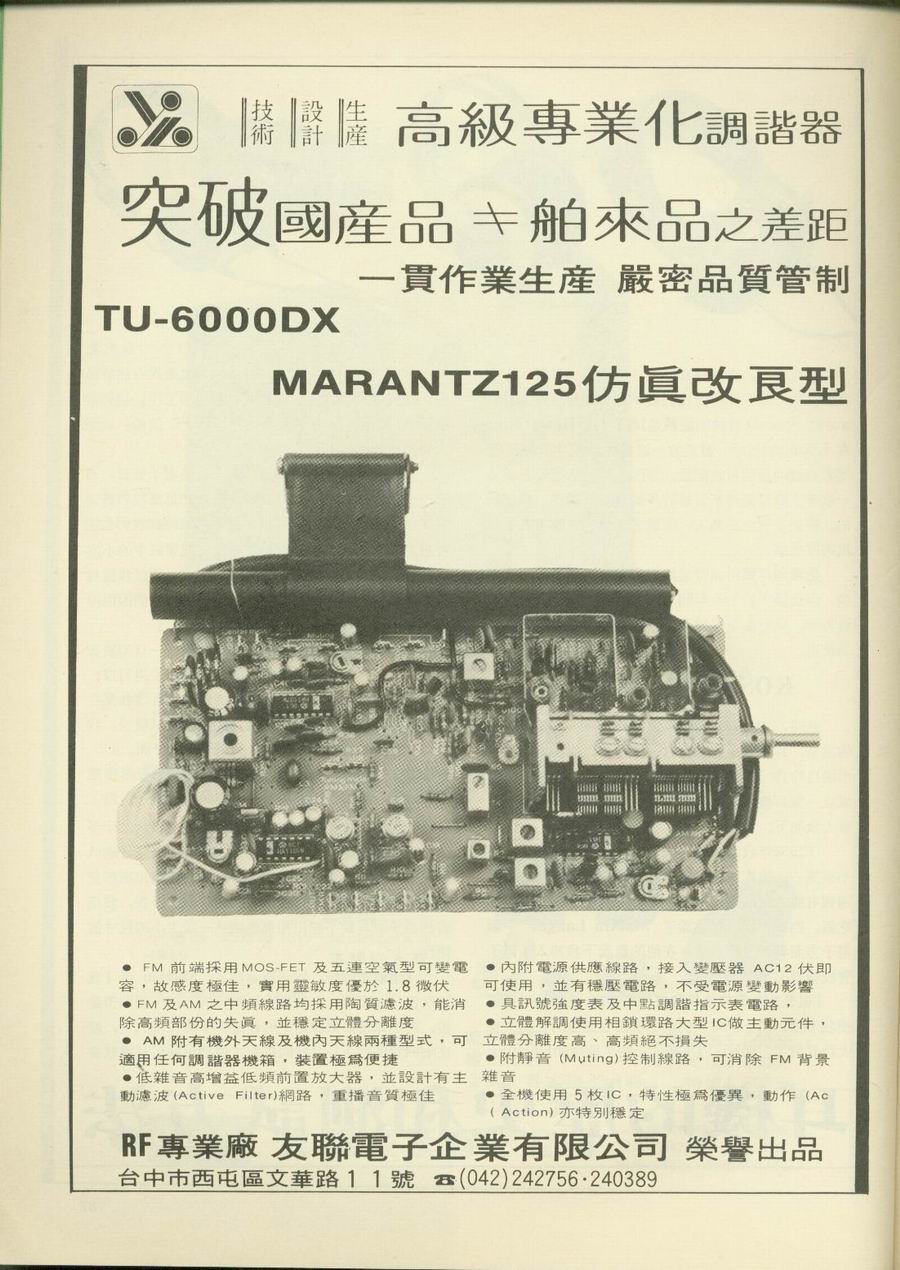 技術 設計 生産 高級專業化調諧器
突破國産品 ≠ 舶來品之差距
一貫作業生産 嚴密品質管制
TU-6000DX
MARANTZ125仿眞改良型
● FM 前端採用MOS-FET 及五連空氣型可變電
容,故感度極佳,實用靈敏度優於 1.8 微伏
● FM 及AM 之中頻線路均採用陶質濾波,能消
除高頻部份的失眞,並穩定立體分離度
● AM 附有機外天線及機內天線兩種型式,可
適用任何調諧器機箱,裝置極爲便捷
● 低雜音高增益低頻前置放大器,並設計有主
動濾波 (Active Filter)網路,重播音質極佳
● 內附電源供應線路,接入變壓器 AC12 伏即
可使用,並有穩壓電路,不受電源變動影響
● 具訊號強度表及中點調諧指示表電路,
● 立體解調使用相鎖環路大型IC做主動元件,
立體分離度高、高頻絕不損失
● 附靜音 (Muting) 控制線路,可消除 FM 背景
雜音
● 全機使用 5 枚IC,特性極爲優異,動作 (Ac
( Action) 亦特別穩定
RF專業廠 友聯電子企業有限公司 榮譽出品
台中市西屯區文華路11號 ☎(042)242756·240389